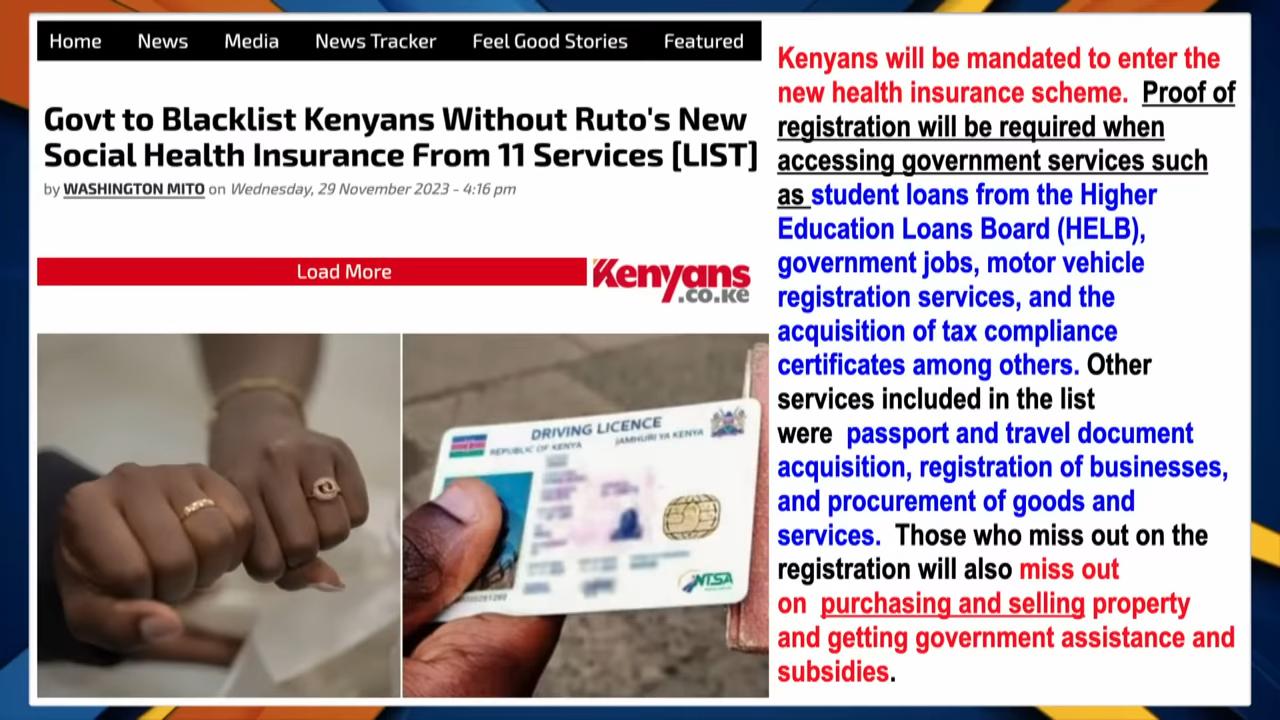 Home News Media News Tracker Feel Good Stories Featured
Govt to Blacklist Kenyans Without Ruto's New
Social Health Insurance From 11 Services [LIST]
by WASHINGTON MITO on Wednesday, 29 November 2023 - 4:16 pm
Load More
Kenyans
.co.ke
DRIVING LICENCE
REPUBLIC OF KENYA JAMHURI YA KENYA
NTSA
Kenyans will be mandated to enter the
new health insurance scheme. Proof of
registration will be required when
accessing government services such
as student loans from the Higher
Education Loans Board (HELB),
government jobs, motor vehicle
registration services, and the
acquisition of tax compliance
certificates among others. Other
services included in the list
were passport and travel document
acquisition, registration of businesses,
and procurement of goods and
services. Those who miss out on the
registration will also miss out
on purchasing and selling property
and getting government assistance and
subsidies.